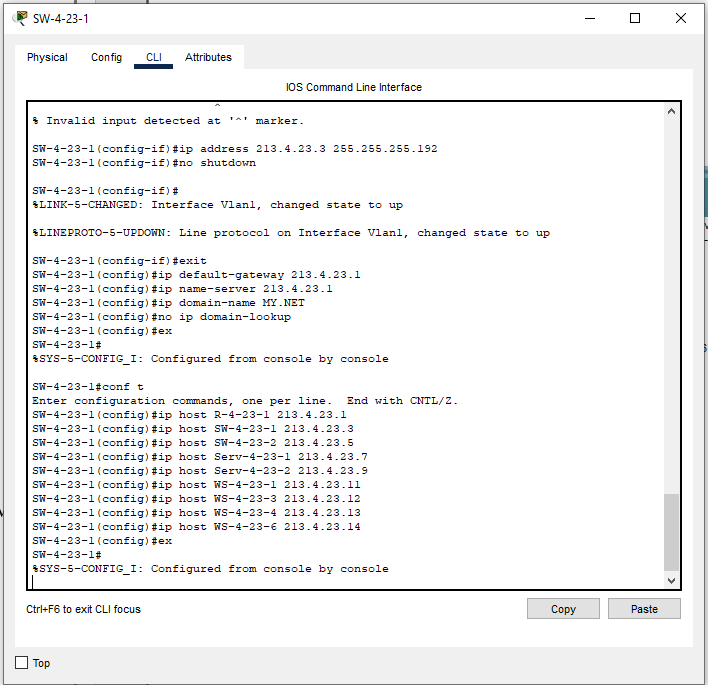 SW-4-23-1
Physical Config CLI Attributes
IOS Command Line Interface
^
% Invalid input detected at '^' marker.
SW-4-23-1(config-if)#ip address 213.4.23.3 255.255.255.192
SW-4-23-1(config-if)#no shutdown
SW-4-23-1(config-if)#
%LINK-5-CHANGED: Interface Vlan1, changed state to up
%LINEPROTO-5-UPDOWN: Line protocol on Interface Vlan1, changed state to up
SW-4-23-1(config-if)#exit
SW-4-23-1(config)#ip default-gateway 213.4.23.1
SW-4-23-1(config)#ip name-server 213.4.23.1
SW-4-23-1(config)#ip domain-name MY.NET
SW-4-23-1(config)#no ip domain-lookup
SW-4-23-1(config)#ex
SW-4-23-1#
%SYS-5-CONFIG_I: Configured from console by console
SW-4-23-1#conf t
Enter configuration commands, one per line.  End with CNTL/Z.
SW-4-23-1(config)#ip host R-4-23-1 213.4.23.1
SW-4-23-1(config)#ip host SW-4-23-1 213.4.23.3
SW-4-23-1(config)#ip host SW-4-23-2 213.4.23.5
SW-4-23-1(config)#ip host Serv-4-23-1 213.4.23.7
SW-4-23-1(config)#ip host Serv-4-23-2 213.4.23.9
SW-4-23-1(config)#ip host WS-4-23-1 213.4.23.11
SW-4-23-1(config)#ip host WS-4-23-3 213.4.23.12
SW-4-23-1(config)#ip host WS-4-23-4 213.4.23.13
SW-4-23-1(config)#ip host WS-4-23-6 213.4.23.14
SW-4-23-1(config)#ex
SW-4-23-1#
%SYS-5-CONFIG_I: Configured from console by console
Ctrl+F6 to exit CLI focus
Copy Paste
Top